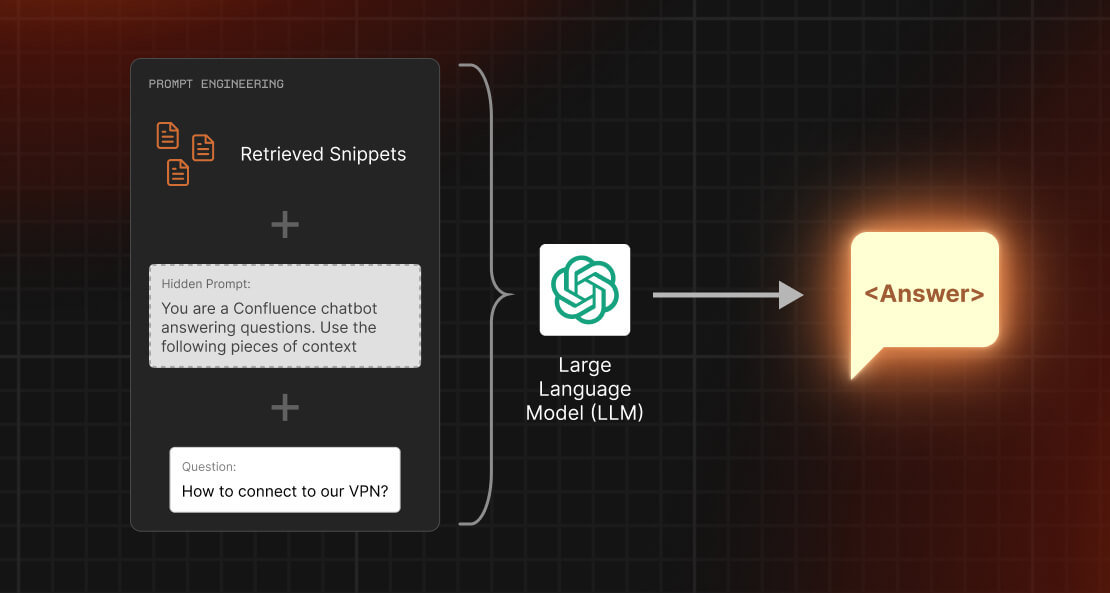 PROMPT ENGINEERING
Retrieved Snippets
Hidden Prompt:
You are a Confluence chatbot
answering questions. Use the
following pieces of context
Question:
How to connect to our VPN?
Large
Language
Model (LLM)
<Answer>